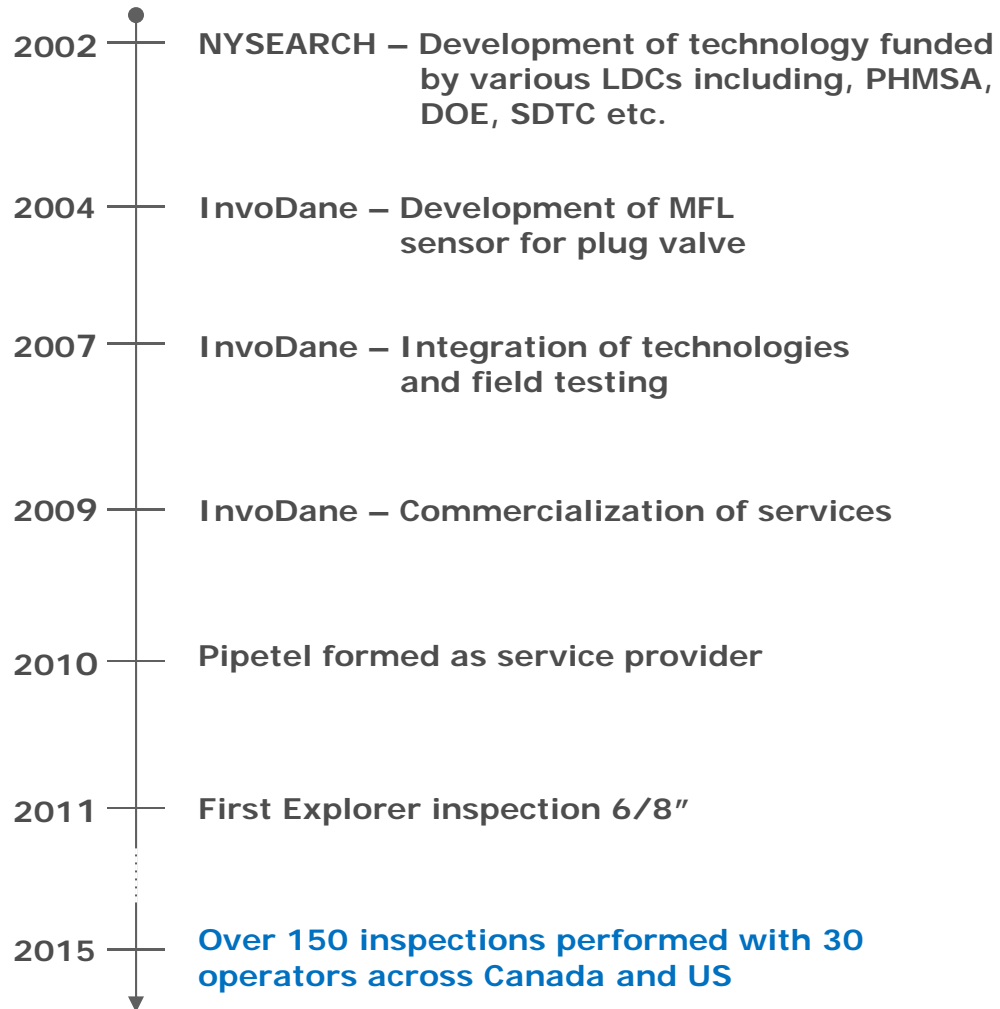 2002 NYSEARCH – Development of technology funded
by various LDCs including, PHMSA,
DOE, SDTC etc.
2004 InvoDane – Development of MFL
sensor for plug valve
2007 InvoDane – Integration of technologies
and field testing
2009 InvoDane – Commercialization of services
2010 Pipetel formed as service provider
2011 First Explorer inspection 6/8”
2015 Over 150 inspections performed with 30
operators across Canada and US